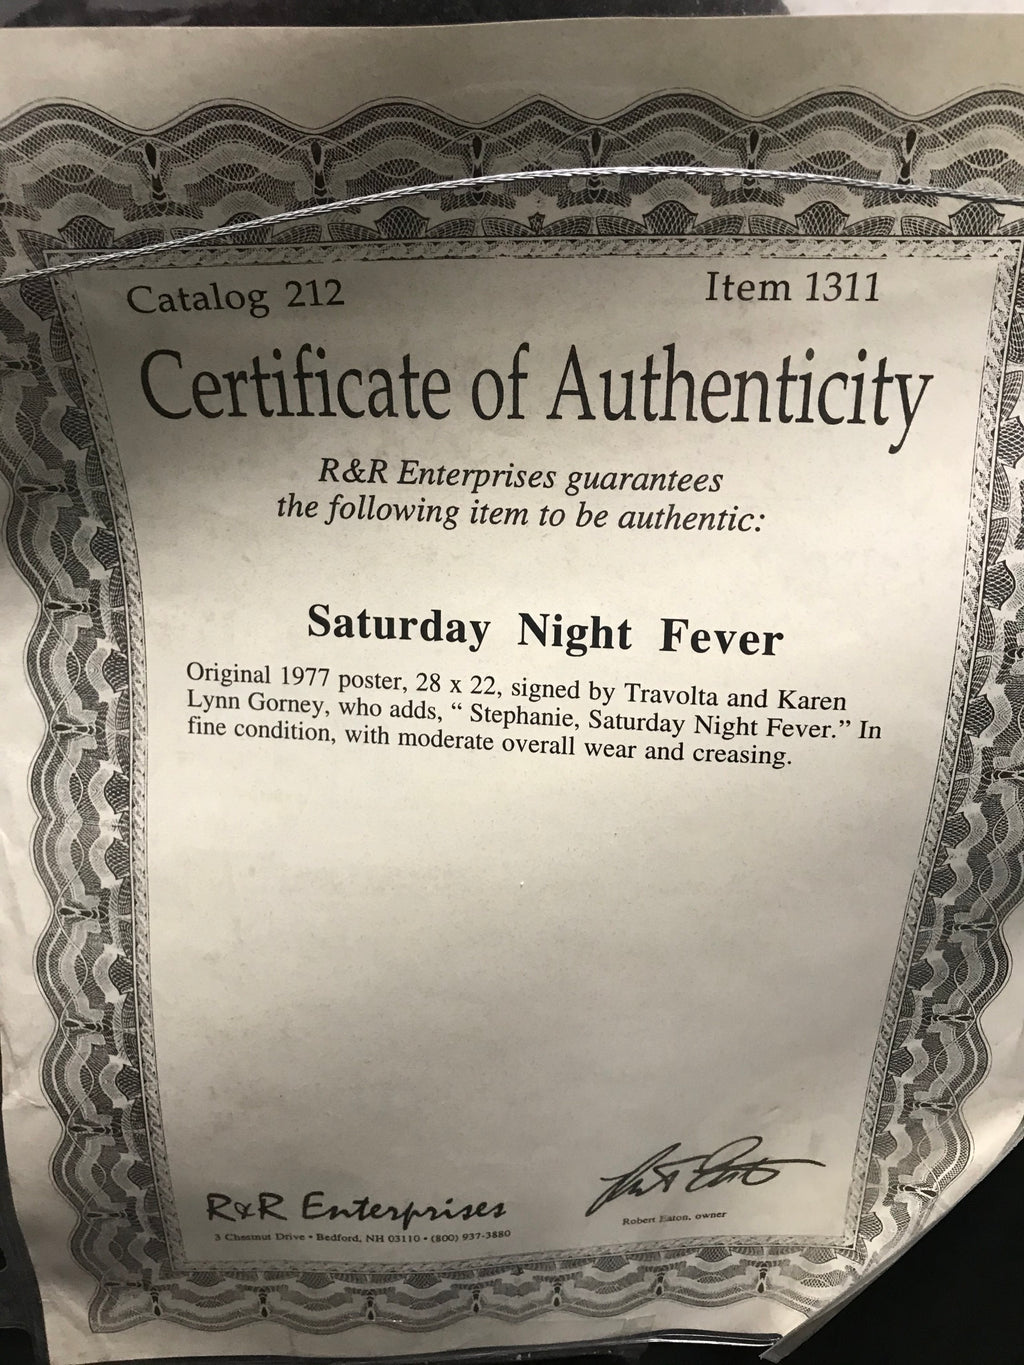 Catalog 212
Item 1311
Certificate of Authenticity
R&R Enterprises guarantees
the following item to be authentic:
Saturday Night Fever
Original 1977 poster, 28 x 22, signed by Travolta and Karen
Lynn Gorney, who adds, “ Stephanie, Saturday Night Fever.” In
fine condition, with moderate overall wear and creasing.
R&R Enterprises
3 Chestnut Drive • Bedford, NH 03110 • (800) 937-3880
Robert Eaton, owner